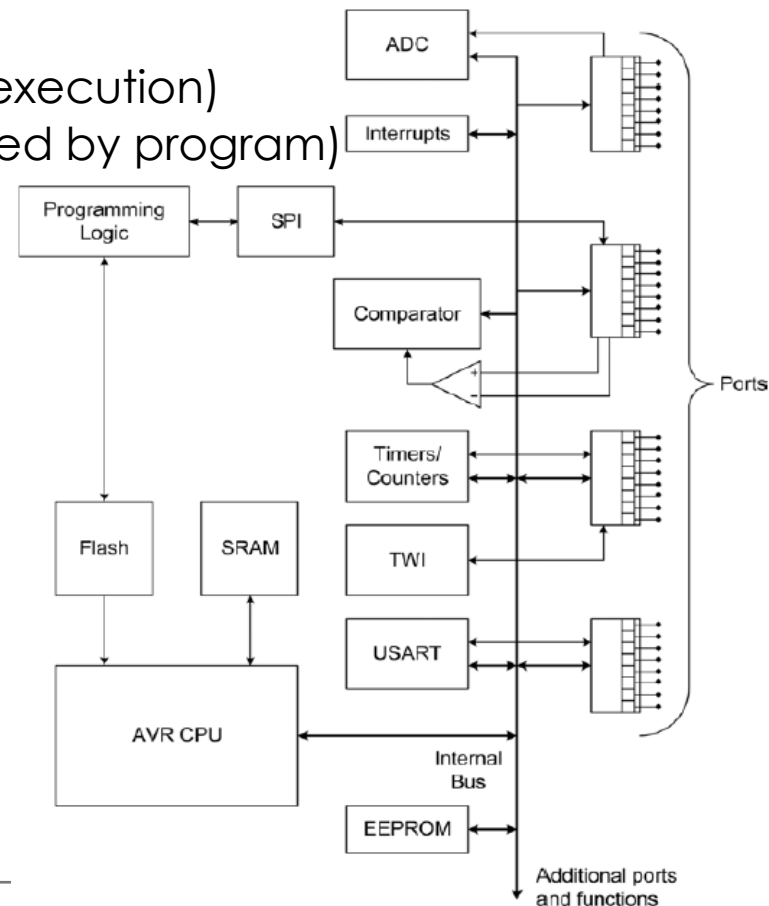 execution)
ed by program)
ADC
Interrupts
Programming
Logic
SPI
Comparator
+
−
Ports
Timers/
Counters
Flash
SRAM
TWI
USART
AVR CPU
Internal
Bus
EEPROM
Additional ports
and functions